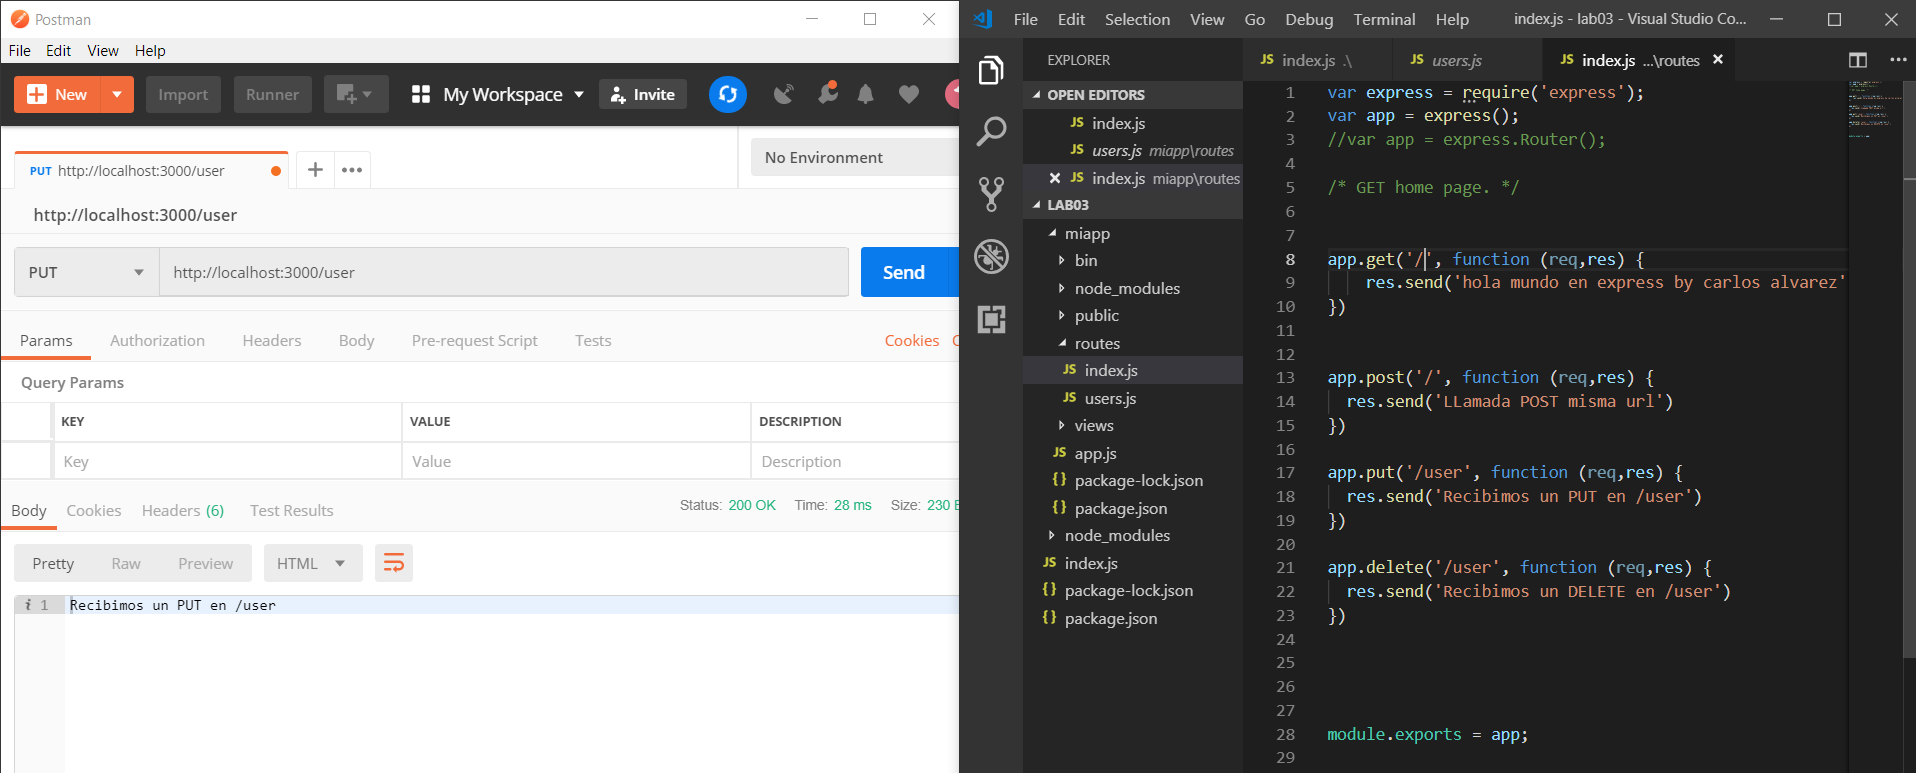 Postman
File Edit View Help
New Import Runner My Workspace Invite
PUT http://localhost:3000/user
No Environment
http://localhost:3000/user
PUT http://localhost:3000/user Send
Params Authorization Headers Body Pre-request Script Tests Cookies
Query Params
KEY VALUE DESCRIPTION
Key Value Description
Body Cookies Headers (6) Test Results Status: 200 OK Time: 28 ms Size: 230
Pretty Raw Preview HTML
i 1 Recibimos un PUT en /user
File Edit Selection View Go Debug Terminal Help index.js - lab03 - Visual Studio Co...
EXPLORER
OPEN EDITORS
JS index.js
JS users.js miapp\routes
JS index.js miapp\routes
LAB03
miapp
bin
node_modules
public
routes
JS index.js
JS users.js
views
JS app.js
{} package-lock.json
{} package.json
node_modules
JS index.js
{} package-lock.json
{} package.json
JS index.js .\ JS users.js JS index.js ...\routes
1 var express = require('express');
2 var app = express();
3 //var app = express.Router();
4
5 /* GET home page. */
6
7
8 app.get('/', function (req,res) {
9 res.send('hola mundo en express by carlos alvarez'
10 })
11
12
13 app.post('/', function (req,res) {
14 res.send('LLamada POST misma url')
15 })
16
17 app.put('/user', function (req,res) {
18 res.send('Recibimos un PUT en /user')
19 })
20
21 app.delete('/user', function (req,res) {
22 res.send('Recibimos un DELETE en /user')
23 })
24
25
26
27
28 module.exports = app;
29